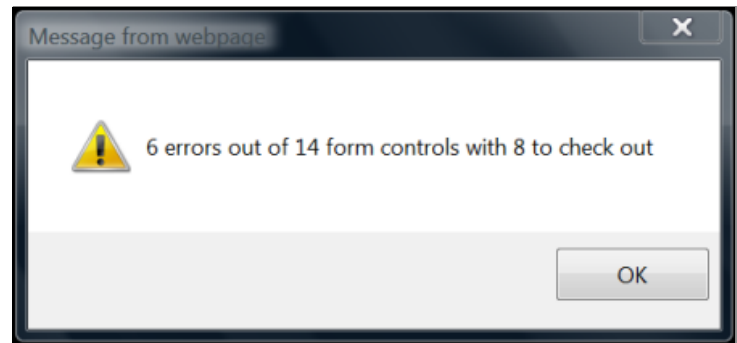 Message from webpage
6 errors out of 14 form controls with 8 to check out
OK